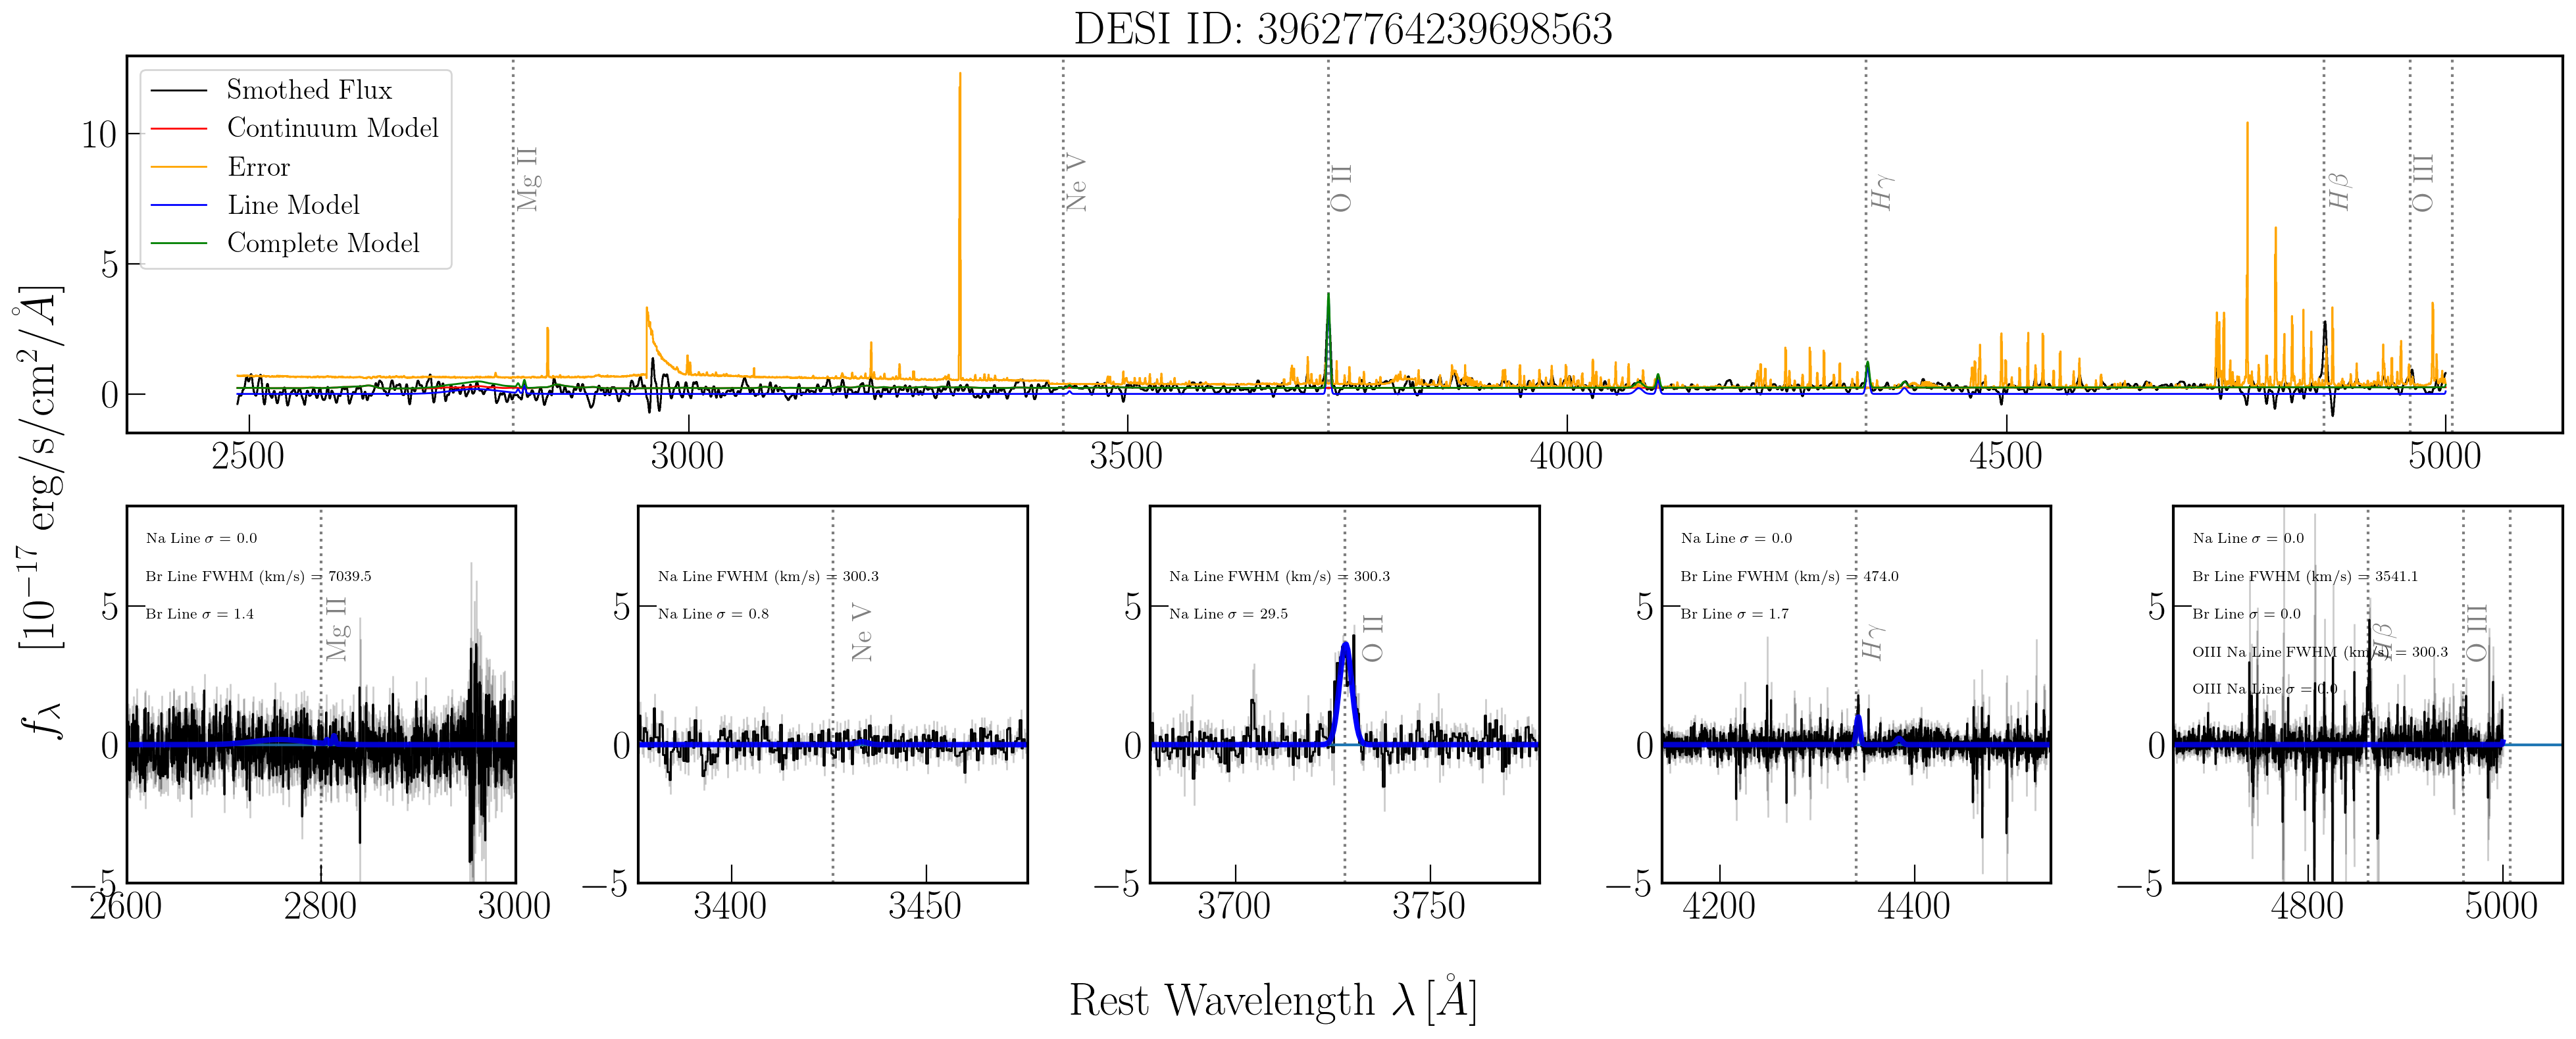 DESI ID: 39627764239698563
Smothed Flux
Continuum Model
Error
Line Model
Complete Model
Mg II
Ne V
O II
Hγ
Hβ
O III
10
5
0
2500 3000 3500 4000 4500 5000
f_λ [10^−17 erg/s/cm^2/Å]
Na Line σ = 0.0
Br Line FWHM (km/s) = 7039.5
Br Line σ = 1.4
Mg II
5
0
−5
2600 2800 3000
Na Line FWHM (km/s) = 300.3
Na Line σ = 0.8
Ne V
5
0
−5
3400 3450
Na Line FWHM (km/s) = 300.3
Na Line σ = 29.5
O II
5
0
−5
3700 3750
Na Line σ = 0.0
Br Line FWHM (km/s) = 474.0
Br Line σ = 1.7
Hγ
5
0
−5
4200 4400
Na Line σ = 0.0
Br Line FWHM (km/s) = 3541.1
Br Line σ = 0.0
OIII Na Line FWHM (km/s) = 300.3
OIII Na Line σ = 0.0
Hβ
O III
5
0
−5
4800 5000
Rest Wavelength λ [Å]